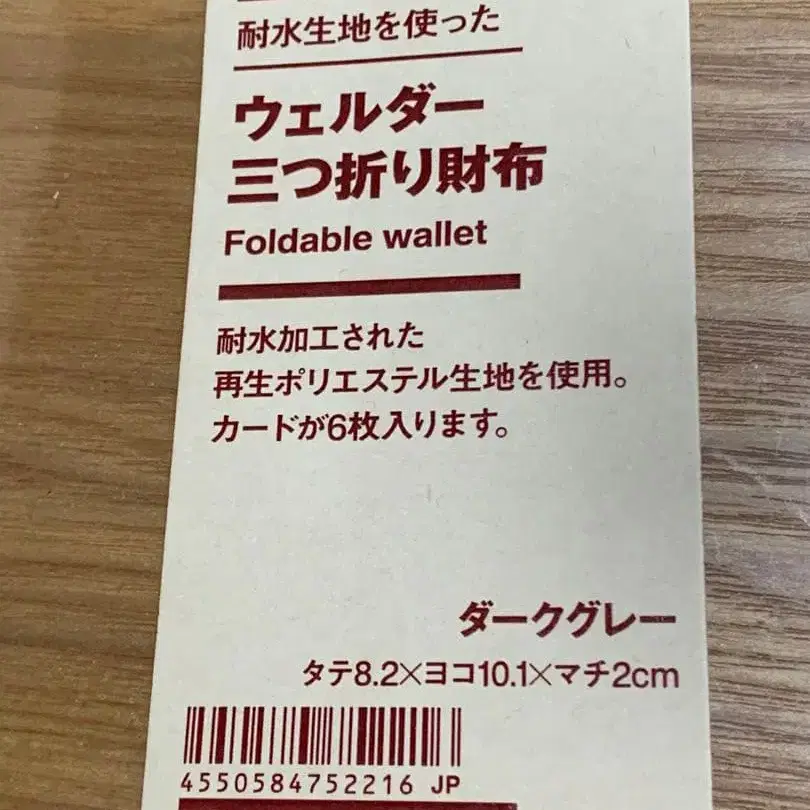 耐水生地を使った
ウェルダー
三つ折り財布
Foldable wallet
耐水加工された
再生ポリエステル生地を使用。
カードが6枚入ります。
ダークグレー
タテ8.2×ヨコ10.1×マチ2cm
4550584752216 JP